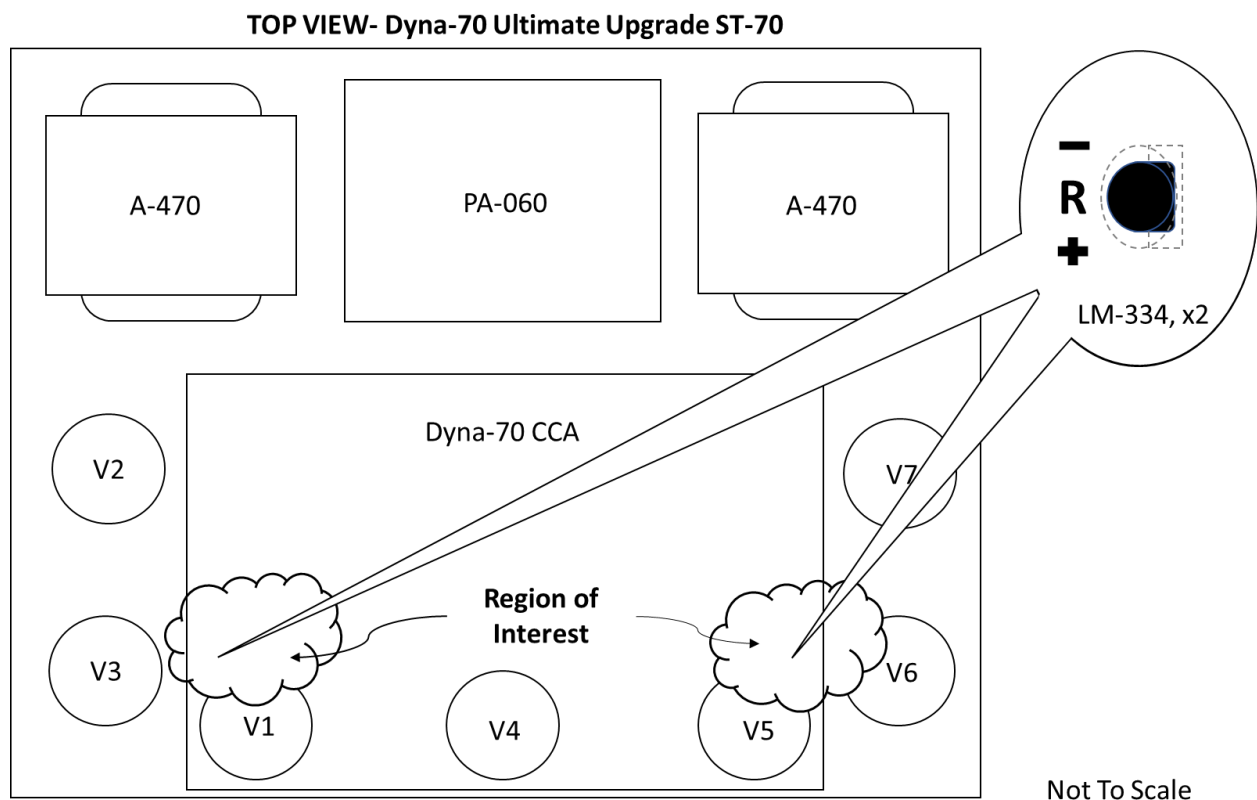 TOP VIEW- Dyna-70 Ultimate Upgrade ST-70
A-470
PA-060
A-470
−
R
+
LM-334, x2
Dyna-70 CCA
V2
V7
Region of
Interest
V3
V6
V1
V4
V5
Not To Scale